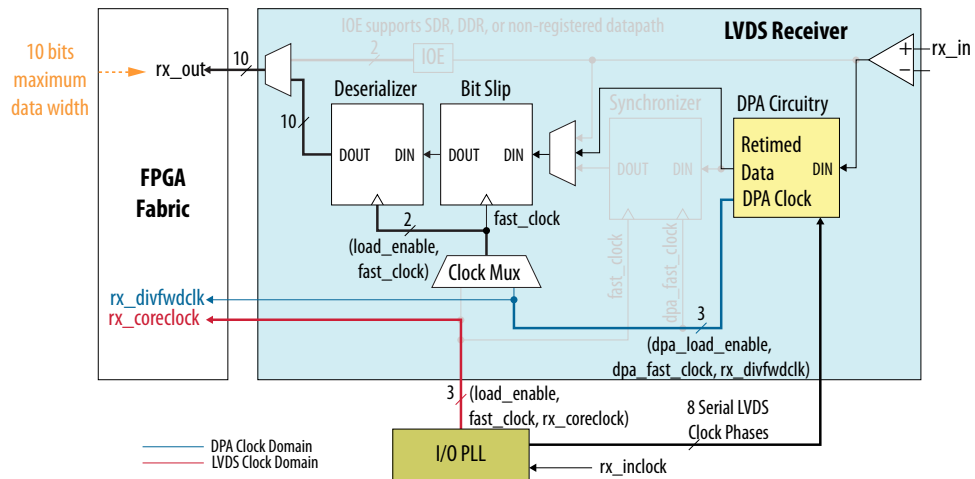 IOE supports SDR, DDR, or non-registered datapath
LVDS Receiver
10 bits
maximum
data width
rx_out
10
2
IOE
+
−
rx_in
Deserializer
Bit Slip
Synchronizer
DPA Circuitry
10
DOUT
DIN
DOUT
DIN
DOUT
DIN
Retimed
Data
DIN
DPA Clock
FPGA
Fabric
2
(load_enable,
fast_clock)
fast_clock
Clock Mux
fast_clock
dpa_fast_clock
rx_divfwdclk
rx_coreclock
3
(dpa_load_enable,
dpa_fast_clock, rx_divfwdclk)
3
(load_enable,
fast_clock, rx_coreclock)
8 Serial LVDS
Clock Phases
I/O PLL
rx_inclock
DPA Clock Domain
LVDS Clock Domain